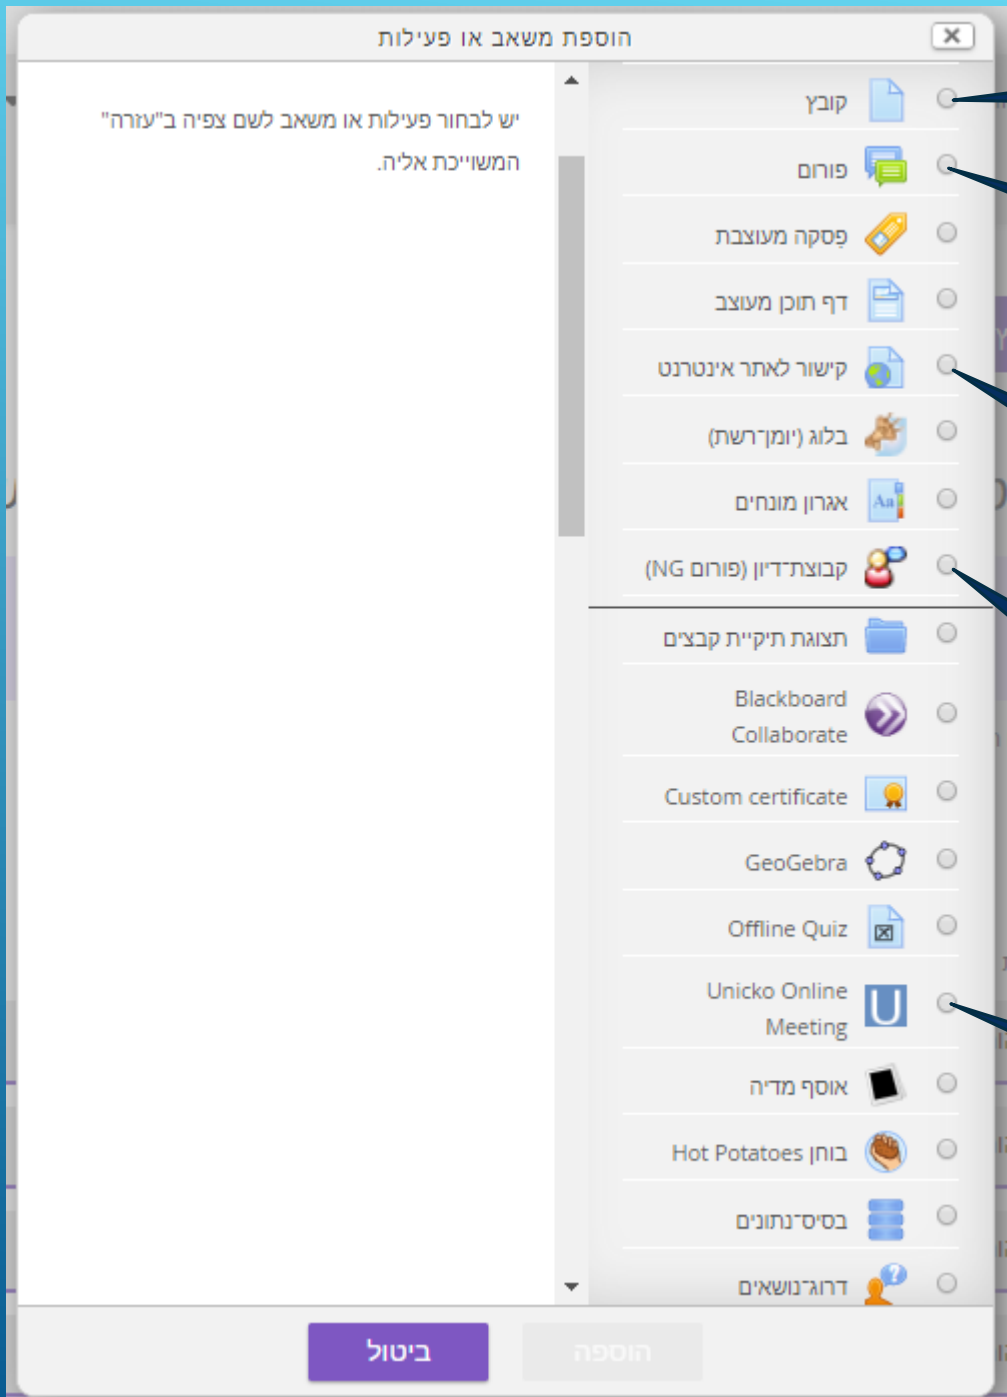 הוספת משאב או פעילות
קובץ
פורום
פִסקה מעוצבת
דף תוכן מעוצב
קישור לאתר אינטרנט
בלוג (יומן־רשת)
אגרון מונחים
קבוצת־דיון (פורום NG)
תצוגת תיקיית קבצים
Blackboard
Collaborate
Custom certificate
GeoGebra
Offline Quiz
Unicko Online
Meeting
אוסף מדיה
בוחן Hot Potatoes
בסיס־נתונים
דרוג־נושאים
יש לבחור פעילות או משאב לשם צפיה ב"עזרה"
המשוייכת אליה.
הוספה
ביטול